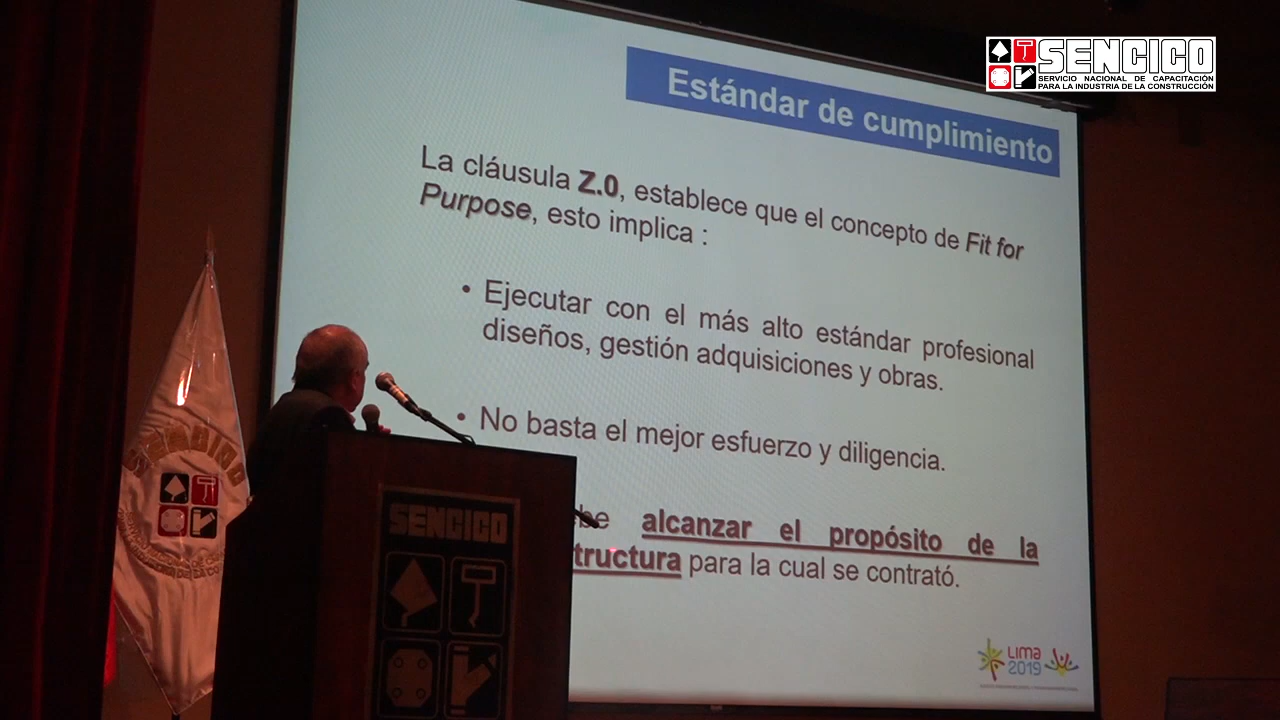 SENCICO
SERVICIO NACIONAL DE CAPACITACIÓN
PARA LA INDUSTRIA DE LA CONSTRUCCIÓN
Estándar de cumplimiento
La cláusula Z.0, establece que el concepto de Fit for
Purpose, esto implica :
• Ejecutar con el más alto estándar profesional
diseños, gestión adquisiciones y obras.
• No basta el mejor esfuerzo y diligencia.
alcanzar el propósito de la
tructura para la cual se contrató.
LIMA
2019
SENCICO
SENCICO